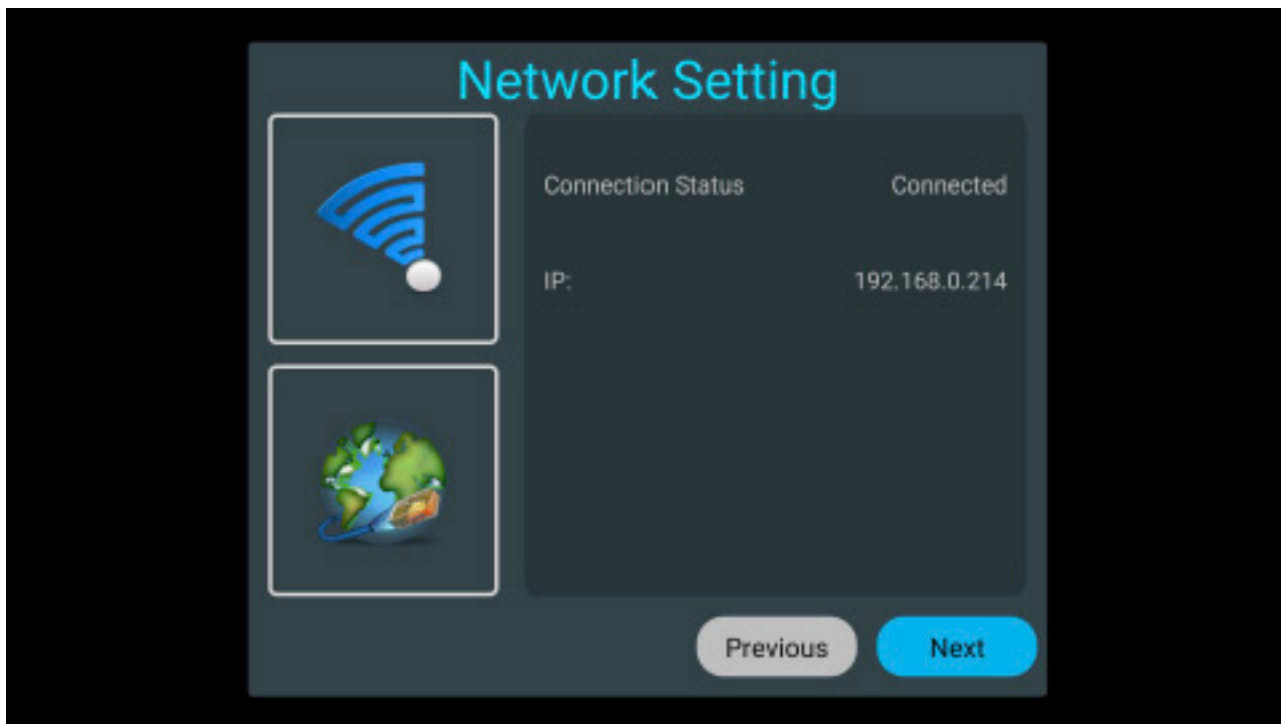 Network Setting
Connection Status Connected
IP: 192.168.0.214
Previous Next